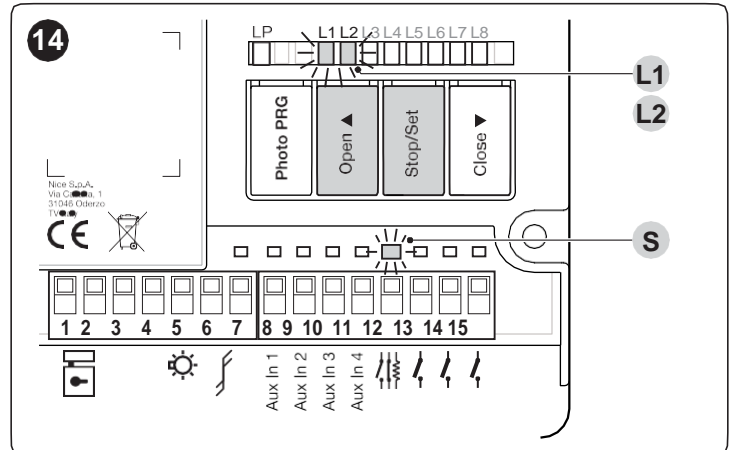 14
LP L1 L2 L3 L4 L5 L6 L7 L8
L1
L2
Photo PRG
Open ▲
Stop/Set
Close ▼
Nice S.p.A.
Via 1
31046 Oderzo
CE
S
1 2 3 4 5 6 7 8 9 10 11 12 13 14 15
Aux In 1
Aux In 2
Aux In 3
Aux In 4